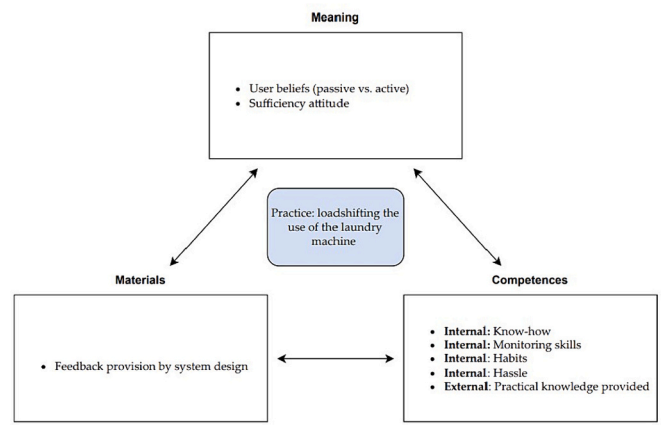 Meaning
• User beliefs (passive vs. active)
• Sufficiency attitude
Practice: loadshifting the
use of the laundry
machine
Materials
• Feedback provision by system design
Competences
• Internal: Know-how
• Internal: Monitoring skills
• Internal: Habits
• Internal: Hassle
• External: Practical knowledge provided